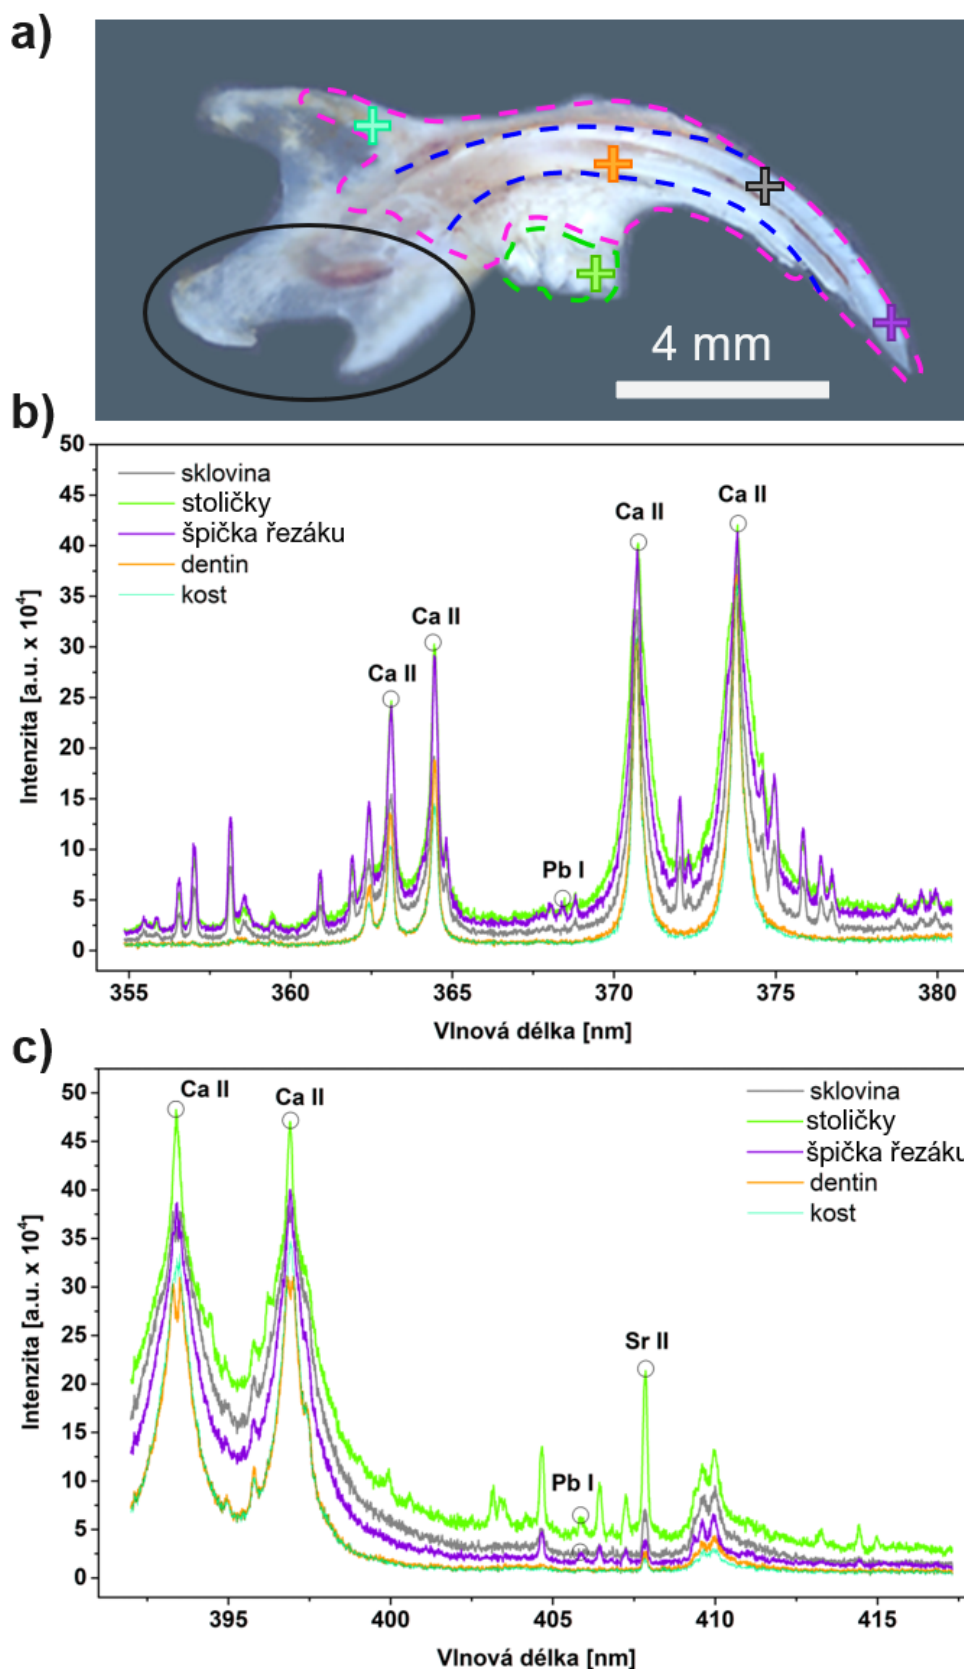 a)
4 mm
b)
50
45
40
35
30
25
20
15
10
5
0
Intenzita [a.u. x 10⁴]
sklovina
stoličky
špička řezáku
dentin
kost
Ca II
Ca II
Ca II
Ca II
Pb I
355 360 365 370 375 380
Vlnová délka [nm]
c)
50
45
40
35
30
25
20
15
10
5
0
Intenzita [a.u. x 10⁴]
Ca II
Ca II
sklovina
stoličky
špička řezáku
dentin
kost
Sr II
Pb I
395 400 405 410 415
Vlnová délka [nm]